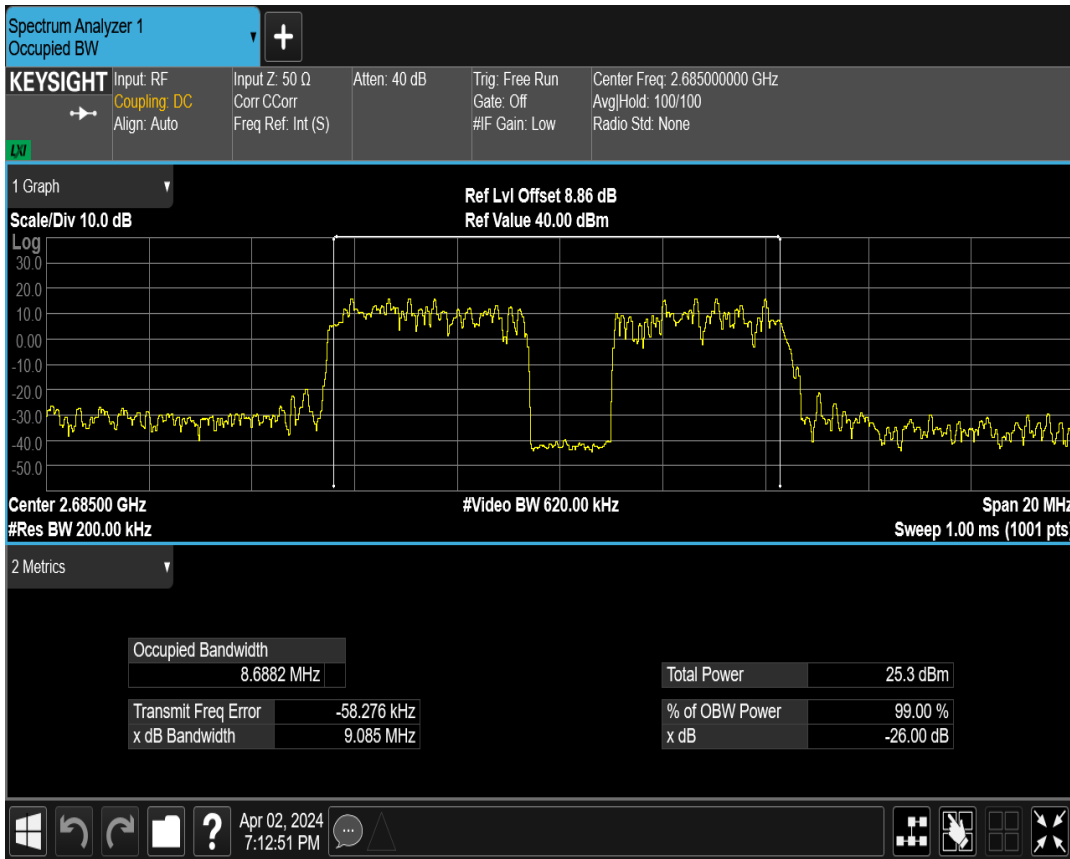 Spectrum Analyzer 1
Occupied BW
+
KEYSIGHT
LXI
Input: RF
Coupling: DC
Align: Auto
Input Z: 50 Ω
Corr CCorr
Freq Ref: Int (S)
Atten: 40 dB
Trig: Free Run
Gate: Off
#IF Gain: Low
Center Freq: 2.685000000 GHz
Avg|Hold: 100/100
Radio Std: None
1 Graph
Scale/Div 10.0 dB
Ref Lvl Offset 8.86 dB
Ref Value 40.00 dBm
Log
30.0
20.0
10.0
0.00
-10.0
-20.0
-30.0
-40.0
-50.0
Center 2.68500 GHz
#Video BW 620.00 kHz
Span 20 MHz
#Res BW 200.00 kHz
Sweep 1.00 ms (1001 pts)
2 Metrics
Occupied Bandwidth
8.6882 MHz
Transmit Freq Error -58.276 kHz
x dB Bandwidth 9.085 MHz
Total Power 25.3 dBm
% of OBW Power 99.00 %
x dB -26.00 dB
?
Apr 02, 2024
7:12:51 PM